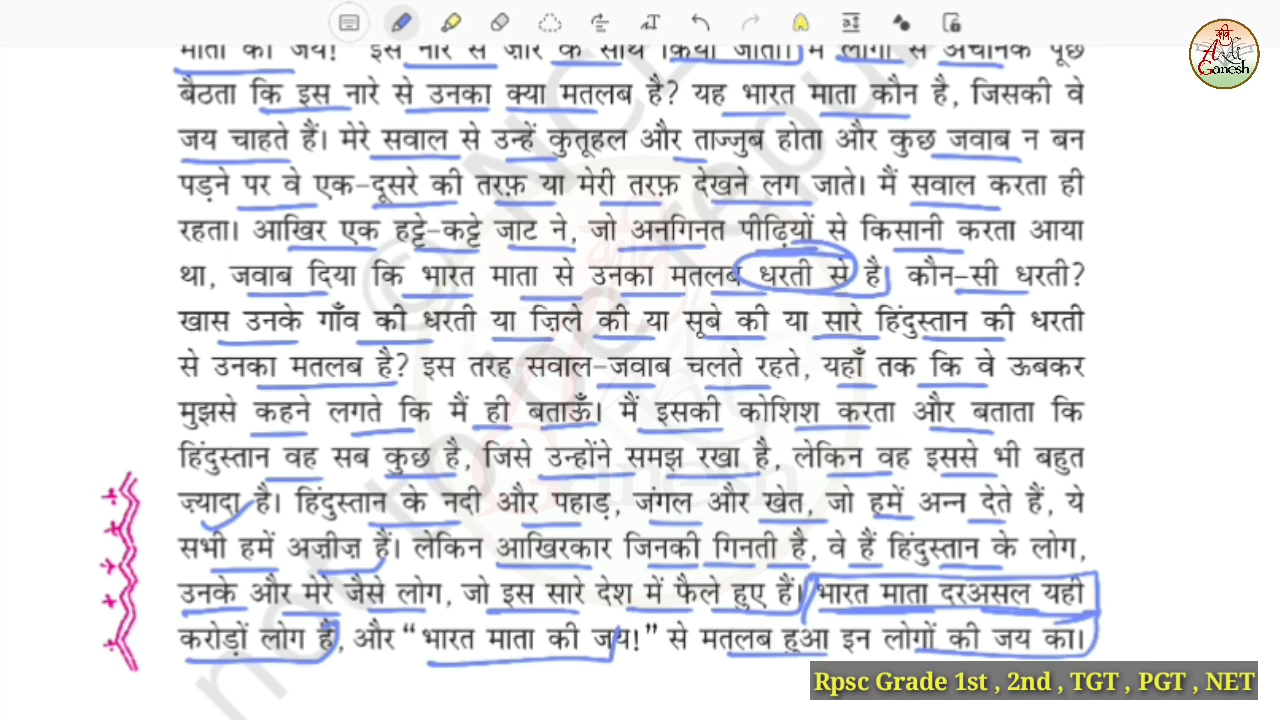 माता की जय! इस नारे से ज़ोर के साथ किया जाता। मैं लोगों से अचानक पूछ
बैठता कि इस नारे से उनका क्या मतलब है? यह भारत माता कौन है, जिसकी वे
जय चाहते हैं। मेरे सवाल से उन्हें कुतूहल और ताज्जुब होता और कुछ जवाब न बन
पड़ने पर वे एक-दूसरे की तरफ़ या मेरी तरफ़ देखने लग जाते। मैं सवाल करता ही
रहता। आखिर एक हट्टे-कट्टे जाट ने, जो अनगिनत पीढ़ियों से किसानी करता आया
था, जवाब दिया कि भारत माता से उनका मतलब धरती से है। कौन-सी धरती?
खास उनके गाँव की धरती या ज़िले की या सूबे की या सारे हिंदुस्तान की धरती
से उनका मतलब है? इस तरह सवाल-जवाब चलते रहते, यहाँ तक कि वे ऊबकर
मुझसे कहने लगते कि मैं ही बताऊँ। मैं इसकी कोशिश करता और बताता कि
हिंदुस्तान वह सब कुछ है, जिसे उन्होंने समझ रखा है, लेकिन वह इससे भी बहुत
ज़्यादा है। हिंदुस्तान के नदी और पहाड़, जंगल और खेत, जो हमें अन्न देते हैं, ये
सभी हमें अज़ीज़ हैं। लेकिन आखिरकार जिनकी गिनती है, वे हैं हिंदुस्तान के लोग,
उनके और मेरे जैसे लोग, जो इस सारे देश में फैले हुए हैं। भारत माता दरअसल यही
करोड़ों लोग हैं, और “भारत माता की जय!” से मतलब हुआ इन लोगों की जय का।
Rpsc Grade 1st , 2nd , TGT , PGT , NET